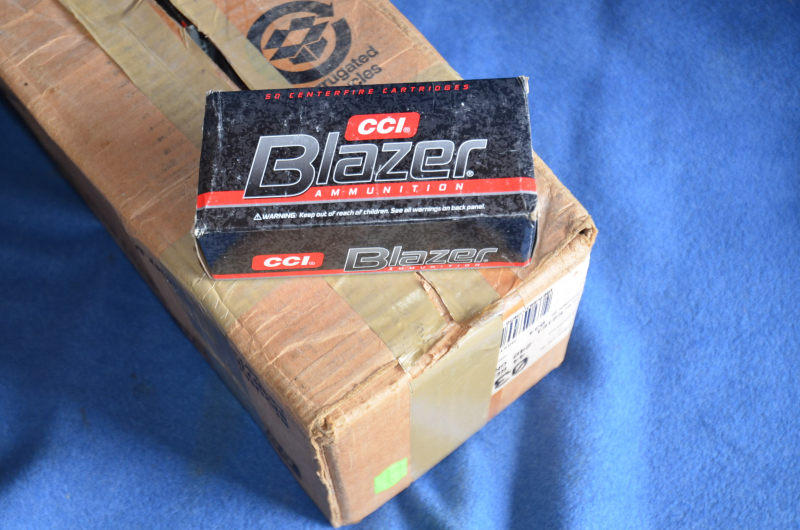 50 CENTERFIRE CARTRIDGES
CCI®
Blazer®
AMMUNITION
⚠WARNING: Keep out of reach of children. See all warnings on back panel.
CCI®
Blazer
AMMUNITION